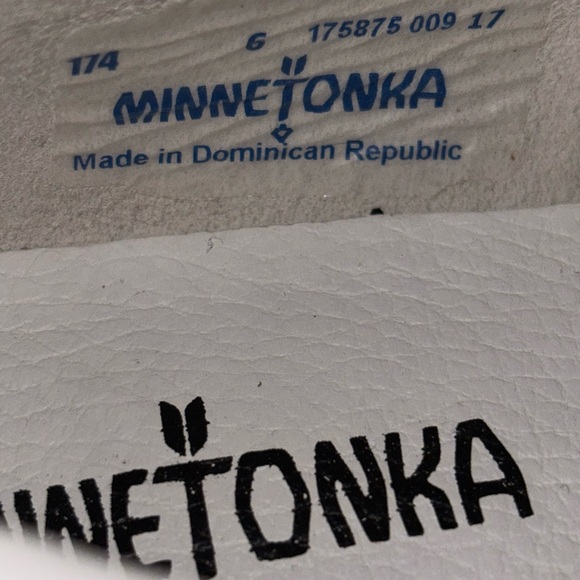 174 6 175875 009 17
MINNETONKA
Made in Dominican Republic
NNETONKA